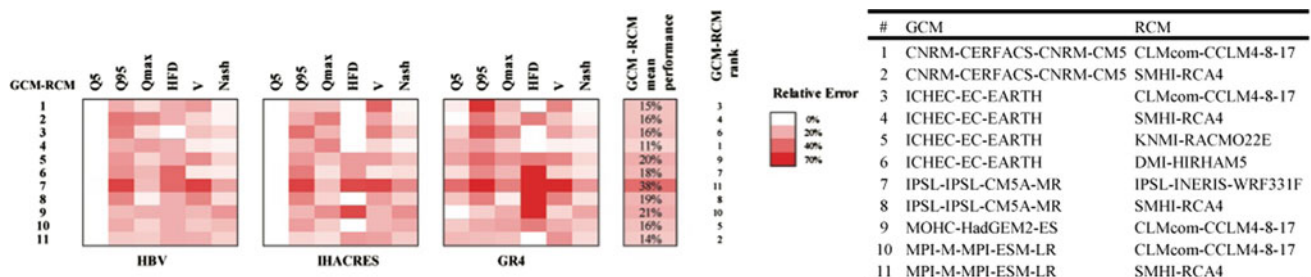 GCM-RCM Q5 Q95 Qmax HFD V Nash Q5 Q95 Qmax HFD V Nash Q5 Q95 Qmax HFD V Nash GCM -RCM mean performance GCM-RCM rank
1 15% 3
2 16% 4
3 16% 6
4 11% 1
5 20% 9
6 18% 7
7 38% 11
8 19% 8
9 21% 10
10 16% 5
11 14% 2
HBV IHACRES GR4
Relative Error
0%
20%
40%
70%
# GCM RCM
1 CNRM-CERFACS-CNRM-CM5 CLMcom-CCLM4-8-17
2 CNRM-CERFACS-CNRM-CM5 SMHI-RCA4
3 ICHEC-EC-EARTH CLMcom-CCLM4-8-17
4 ICHEC-EC-EARTH SMHI-RCA4
5 ICHEC-EC-EARTH KNMI-RACMO22E
6 ICHEC-EC-EARTH DMI-HIRHAM5
7 IPSL-IPSL-CM5A-MR IPSL-INERIS-WRF331F
8 IPSL-IPSL-CM5A-MR SMHI-RCA4
9 MOHC-HadGEM2-ES CLMcom-CCLM4-8-17
10 MPI-M-MPI-ESM-LR CLMcom-CCLM4-8-17
11 MPI-M-MPI-ESM-LR SMHI-RCA4